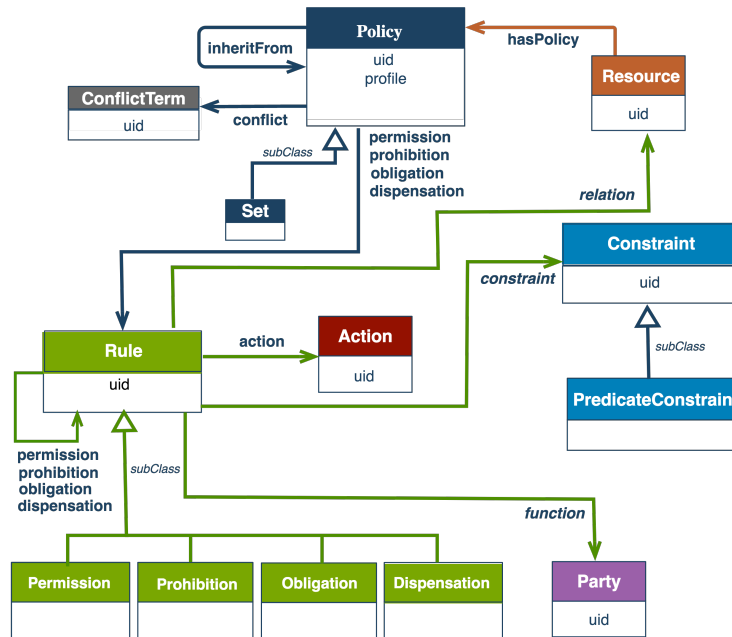 Policy
uid
profile
inheritFrom
hasPolicy
Resource
uid
ConflictTerm
uid
conflict
permission
prohibition
obligation
dispensation
subClass
Set
relation
Constraint
uid
constraint
Rule
uid
action
Action
uid
subClass
PredicateConstrain
permission
prohibition
obligation
dispensation
subClass
function
Permission
Prohibition
Obligation
Dispensation
Party
uid